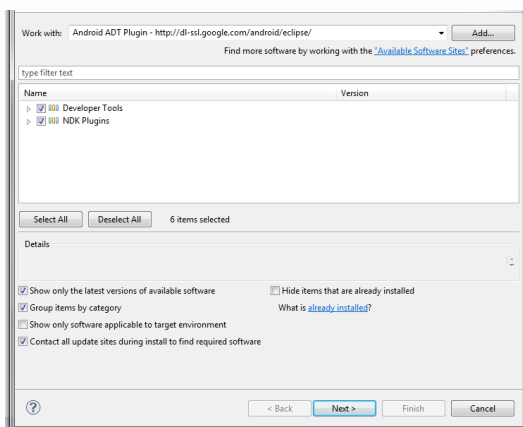 Work with: Android ADT Plugin - http://dl-ssl.google.com/android/eclipse/ Add...
Find more software by working with the "Available Software Sites" preferences.
type filter text
Name Version
Developer Tools
NDK Plugins
Select All Deselect All 6 items selected
Details
Show only the latest versions of available software Hide items that are already installed
Group items by category What is already installed?
Show only software applicable to target environment
Contact all update sites during install to find required software
? < Back Next > Finish Cancel